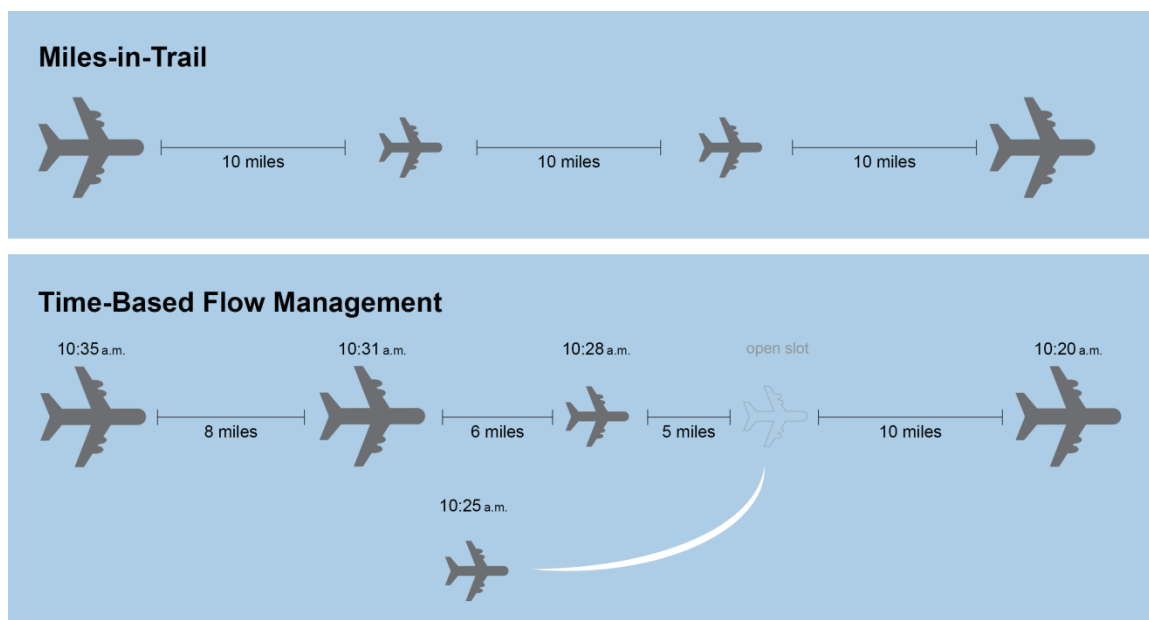 Miles-in-Trail
10 miles
10 miles
10 miles
Time-Based Flow Management
10:35 a.m.
10:31 a.m.
10:28 a.m.
open slot
10:20 a.m.
8 miles
6 miles
5 miles
10 miles
10:25 a.m.